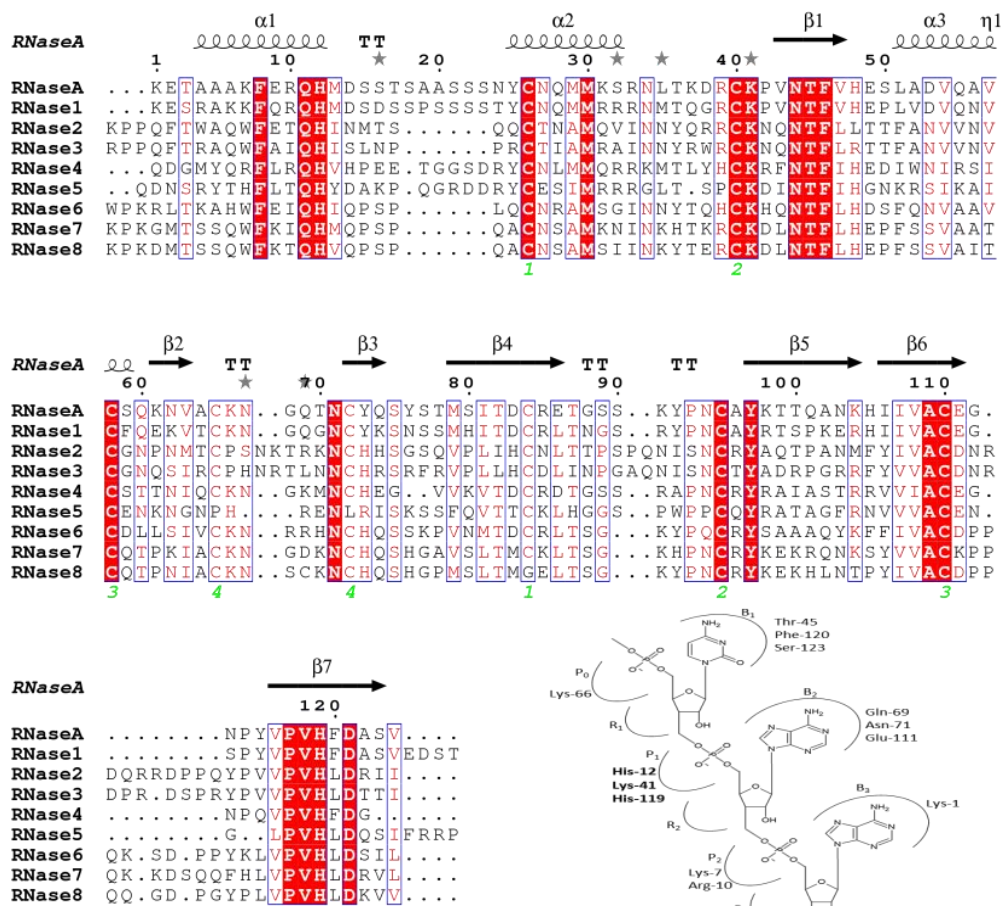 α1 α2 β1 α3 η1
RNaseA TT
1 10 20 30 40 50
RNaseA ...KETAAAKFERQHMDSSTSAASSSNYCNQMMKSRNLTKDRCKPVNTFVHESLADVQAV
RNase1 ...KESRAKKFQRQHMDSDSSPSSSSTYCNQMMRRRNMTQGRCKPVNTFVHEPLVDVQNV
RNase2 KPPQFTWAQWFETQHINMTS......QQCTNAMQVINNYQRRCKNQNTFLLTTFANVVNV
RNase3 RPPQFTRAQWFAIQHISLNP......PRCTIAMRAINNYRWRCKNQNTFLRTTFANVVNV
RNase4 ..QDGMYQRFLRQHVHPEE.TGGSDRYCNLMMQRRKMTLYHCKRFNTFIHEDIWNIRSI
RNase5 ..QDNSRYTHFLTQHYDAKP.QGRDDRYCESIMRRRGLT.SPCKDINTFIHGNKRSIKAI
RNase6 WPKRLTKAHWFEIQHIQPSP......LQCNRAMSGINNYTQHCKHQNTFLHDSFQNVAAV
RNase7 KPKGMTSSQWFKIQHMQPSP......QACNSAMKNINKHTKRCKDLNTFLHEPFSSVAAT
RNase8 KPKDMTSSQWFKTQHVQPSP......QACNSAMSIINKYTERCKDLNTFLHEPFSSVAIT
1 2
β2 β3 β4 β5 β6
RNaseA TT TT TT
60 70 80 90 100 110
RNaseA CSQKNVACKN..GQTNCYQSYSTMSITDCRETGSS..KYPNCAYKTTQANKHIIVACEG.
RNase1 CFQEKVTCKN..GQGNCYKSNSSMHITDCRLTNGS..RYPNCAYRTSPKERHIIVACEG.
RNase2 CGNPNMTCPSNKTRKNCHHSGSQVPLIHCNLTTPSPQNISNCRYAQTPANMFYVVACDNR
RNase3 CGNQSIRCPHNRTLNNCHRSRFRVPLLHCDLINPGAQNISNCTYADRPGRRFYVVACDNR
RNase4 CSTTNIQCKN..GKMNCHEG..VVKVTDCRDTGSS..RAPNCRYRAIASTRRVVIACEG.
RNase5 CENKNGNPH...RENLRISKSSFQVTTCKLHGGS..PWPPCQYRATAGFRNVVVACEN.
RNase6 CDLLSIVCKN..RRHNCHQSSKPVNMTDCRLTSG...KYPQCRYSAAAQYKFFIVACDPP
RNase7 CQTPKIACKN..GDKNCHQSHGAVSLTMCKLTSG...KHPNCRYKEKRQNKSYVVACKPP
RNase8 CQTPNIACKN..SCKNCHQSHGPMSLTMGELTSG...KYPNCRYKEKHLNTPYIVACDPP
3 4 4 1 2 3
β7
RNaseA
120
RNaseA ........NPYVPVHFDASV....
RNase1 ........SPYVPVHFDASVEDST
RNase2 DQRRDPPQYPVVPVHLDRII....
RNase3 DPR.DSPRYPVVPVHLDTTI....
RNase4 ........NPQVPVHFDG......
RNase5 ........G..LPVHLDQSIFRRP
RNase6 QK.SD.PPYKLVPVHLDSIL....
RNase7 QK.KDSQQFHLVPVHLDRVL....
RNase8 QQ.GD.PGYPLVPVHLDKVV....
B1
NH2
Thr-45
Phe-120
Ser-123
P0
Lys-66
R1
OH
B2
NH2
Gln-69
Asn-71
Glu-111
P1
His-12
Lys-41
His-119
R2
OH
B3
NH2
Lys-1
P2
Lys-7
Arg-10